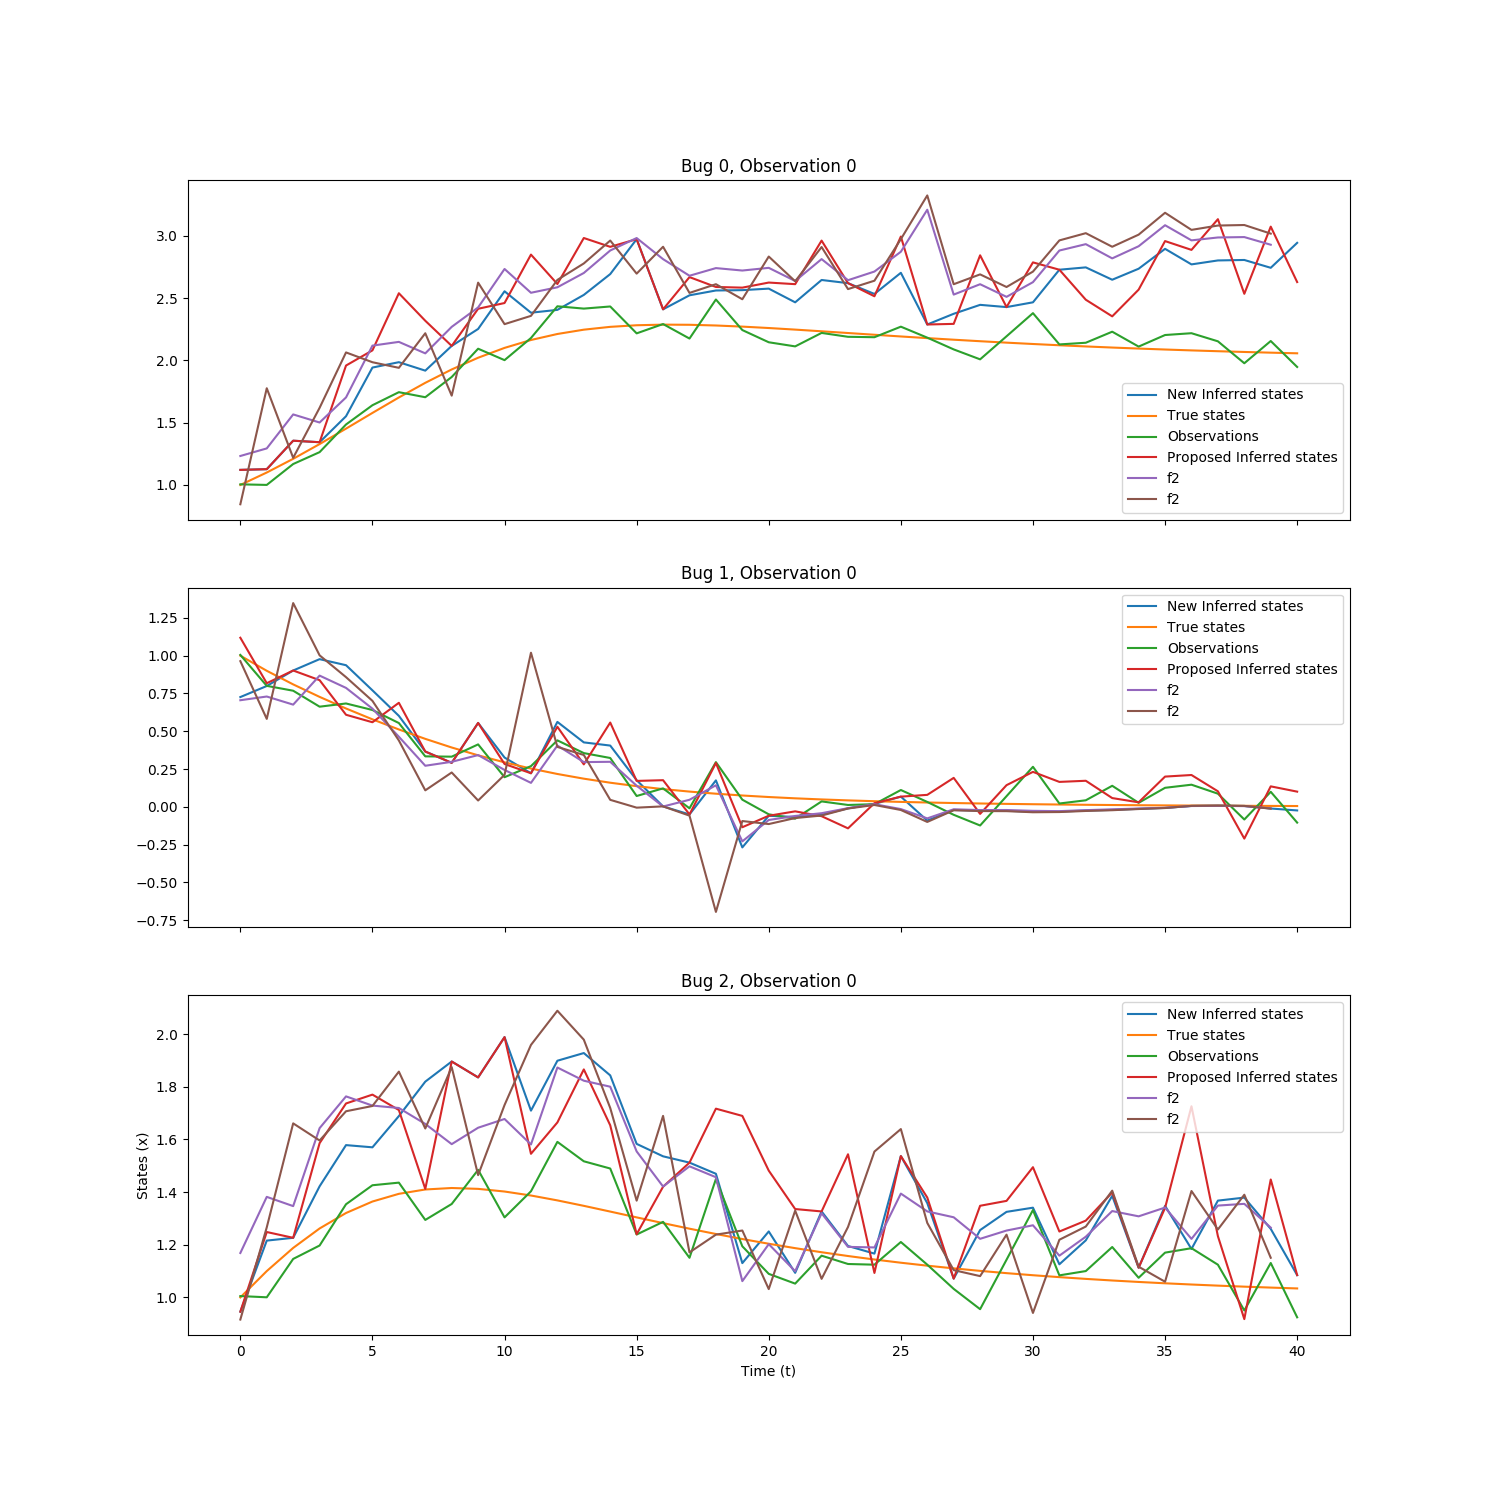 Bug 0, Observation 0
3.0
2.5
2.0
1.5
1.0
New Inferred states
True states
Observations
Proposed Inferred states
f2
f2
Bug 1, Observation 0
1.25
1.00
0.75
0.50
0.25
0.00
−0.25
−0.50
−0.75
New Inferred states
True states
Observations
Proposed Inferred states
f2
f2
Bug 2, Observation 0
States (x)
2.0
1.8
1.6
1.4
1.2
1.0
New Inferred states
True states
Observations
Proposed Inferred states
f2
f2
0 5 10 15 20 25 30 35 40
Time (t)